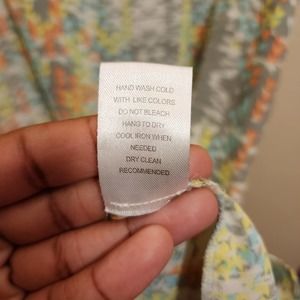 HAND WASH COLD
WITH LIKE COLORS
DO NOT BLEACH
HANG TO DRY
COOL IRON WHEN
NEEDED
DRY CLEAN
RECOMMENDED